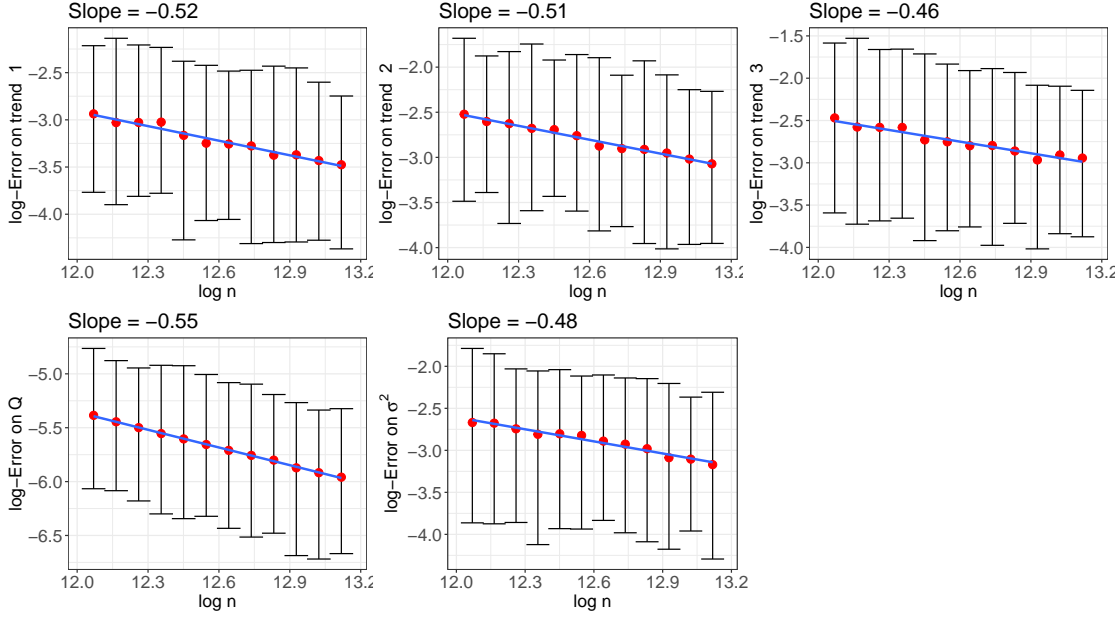 Slope = −0.52
log−Error on trend 1
−2.5
−3.0
−3.5
−4.0
12.0 12.3 12.6 12.9 13.2
log n
Slope = −0.51
log−Error on trend 2
−2.0
−2.5
−3.0
−3.5
−4.0
12.0 12.3 12.6 12.9 13.2
log n
Slope = −0.46
log−Error on trend 3
−1.5
−2.0
−2.5
−3.0
−3.5
−4.0
12.0 12.3 12.6 12.9 13.2
log n
Slope = −0.55
log−Error on Q
−5.0
−5.5
−6.0
−6.5
12.0 12.3 12.6 12.9 13.2
log n
Slope = −0.48
log−Error on σ²
−2.0
−2.5
−3.0
−3.5
−4.0
12.0 12.3 12.6 12.9 13.2
log n